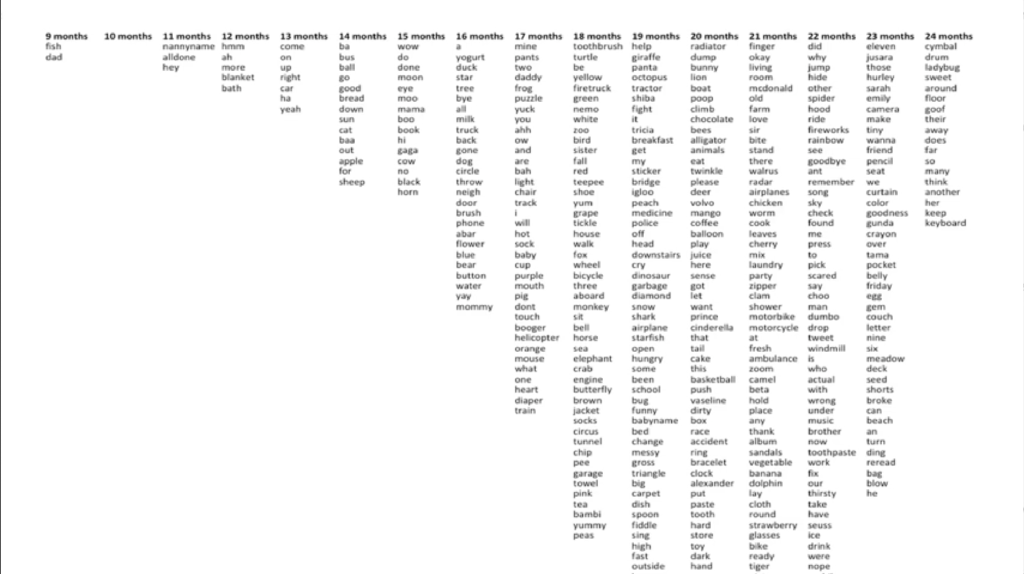 9 months
fish
dad
10 months
11 months
nannyname
alldone
hey
12 months
hmm
ah
more
blanket
bath
13 months
come
on
up
right
car
ha
yeah
14 months
ba
bus
ball
go
good
bread
down
sun
cat
baa
out
apple
for
sheep
15 months
wow
do
done
moon
eye
moo
mama
boo
book
hi
gaga
cow
no
black
horn
16 months
a
yogurt
duck
star
tree
bye
all
milk
truck
back
gone
dog
circle
throw
neigh
door
brush
phone
abar
flower
blue
bear
button
water
yay
mommy
17 months
mine
pants
two
daddy
frog
puzzle
yuck
you
ahh
ow
and
are
bah
light
chair
track
i
will
hot
sock
baby
cup
purple
mouth
pig
dont
touch
booger
helicopter
orange
mouse
what
one
heart
diaper
train
18 months
toothbrush
turtle
be
yellow
firetruck
green
nemo
white
zoo
bird
sister
fall
red
teepee
shoe
yum
grape
tickle
house
walk
fox
wheel
bicycle
three
aboard
monkey
sit
bell
horse
sea
elephant
crab
engine
butterfly
brown
jacket
socks
circus
tunnel
chip
pee
garage
towel
pink
tea
bambi
yummy
peas
19 months
help
giraffe
panta
octopus
tractor
shiba
fight
it
tricia
breakfast
get
my
sticker
bridge
igloo
peach
medicine
police
off
head
downstairs
cry
dinosaur
garbage
diamond
snow
shark
airplane
starfish
open
hungry
some
been
school
bug
funny
babyname
bed
change
messy
gross
triangle
big
carpet
dish
spoon
fiddle
sing
high
fast
outside
20 months
radiator
dump
bunny
lion
boat
poop
climb
chocolate
bees
alligator
animals
eat
twinkle
please
deer
volvo
mango
coffee
balloon
play
juice
here
sense
got
let
want
prince
cinderella
that
tail
cake
this
basketball
push
vaseline
dirty
box
race
accident
ring
bracelet
clock
alexander
put
paste
tooth
hard
store
toy
dark
hand
21 months
finger
okay
living
room
mcdonald
old
farm
love
sir
bite
stand
there
walrus
radar
airplanes
chicken
worm
cook
leaves
cherry
mix
laundry
party
zipper
clam
shower
motorbike
motorcycle
at
fresh
ambulance
zoom
camel
beta
hold
place
any
thank
album
sandals
vegetable
banana
dolphin
lay
cloth
round
strawberry
glasses
bike
ready
tiger
22 months
did
why
jump
hide
other
spider
hood
ride
fireworks
rainbow
see
goodbye
ant
remember
song
sky
check
found
me
press
to
pick
scared
say
choo
man
dumbo
drop
tweet
windmill
is
who
actual
with
wrong
under
music
brother
now
toothpaste
work
fix
our
thirsty
take
have
seuss
ice
drink
were
nope
23 months
eleven
jusara
those
hurley
sarah
emily
camera
make
tiny
wanna
friend
pencil
seat
we
curtain
color
goodness
gunda
crayon
over
tama
pocket
belly
friday
egg
gem
couch
letter
nine
six
meadow
deck
seed
shorts
broke
can
beach
an
turn
ding
reread
bag
blow
he
24 months
cymbal
drum
ladybug
sweet
around
floor
goof
their
away
does
far
so
many
think
another
her
keep
keyboard